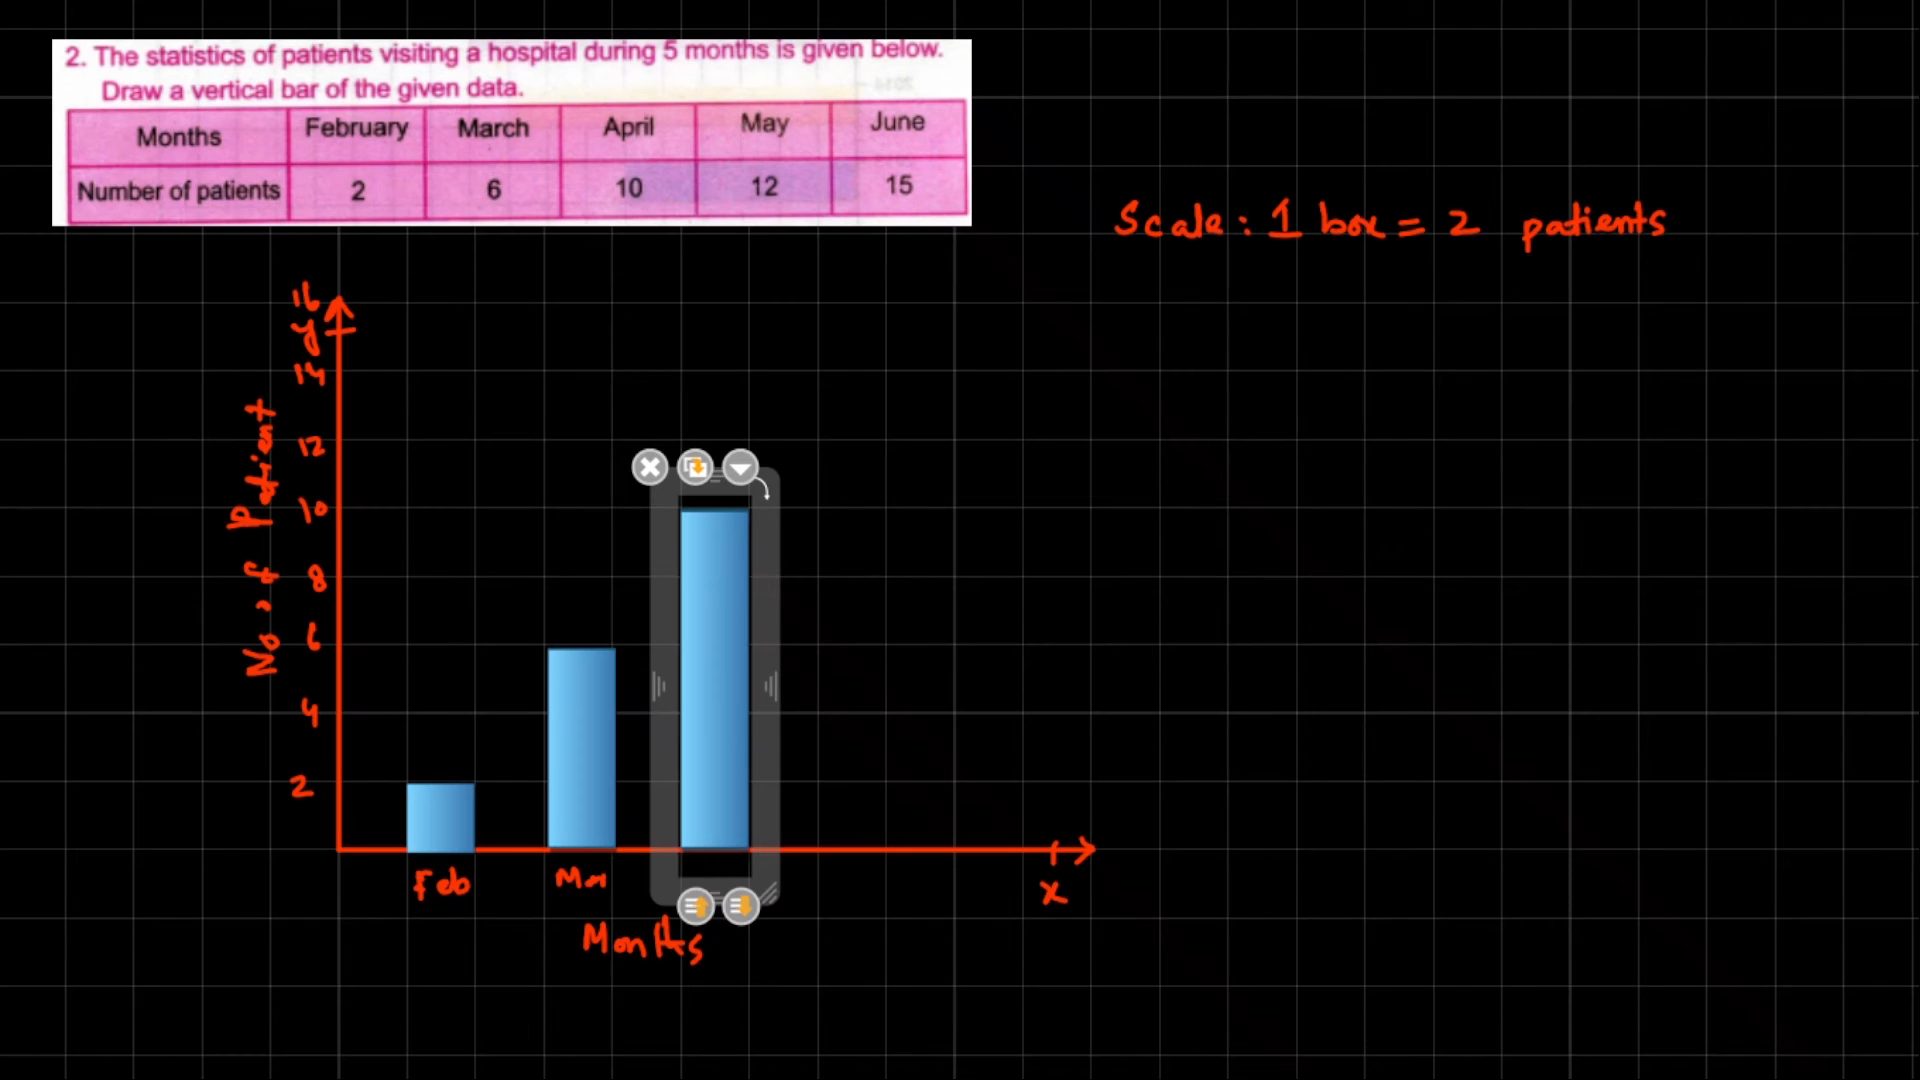 2. The statistics of patients visiting a hospital during 5 months is given below.
Draw a vertical bar of the given data.
Months February March April May June
Number of patients 2 6 10 12 15
Scale: 1 box = 2 patients
16
y
14
12
10
8
6
4
2
No. of Patient
Feb Mar
x
Months